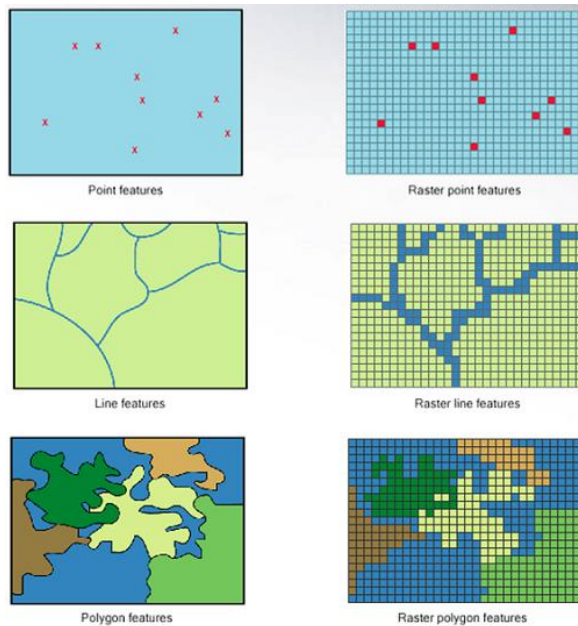 Point features
Raster point features
Line features
Raster line features
Polygon features
Raster polygon features